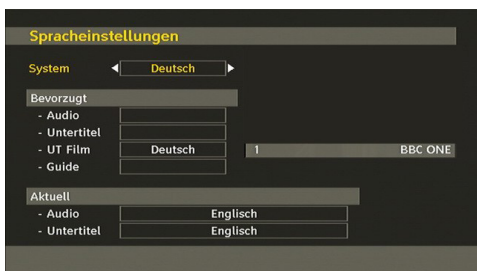 Spracheinstellungen
System Deutsch
Bevorzugt
- Audio
- Untertitel
- UT Film Deutsch 1 BBC ONE
- Guide
Aktuell
- Audio Englisch
- Untertitel Englisch